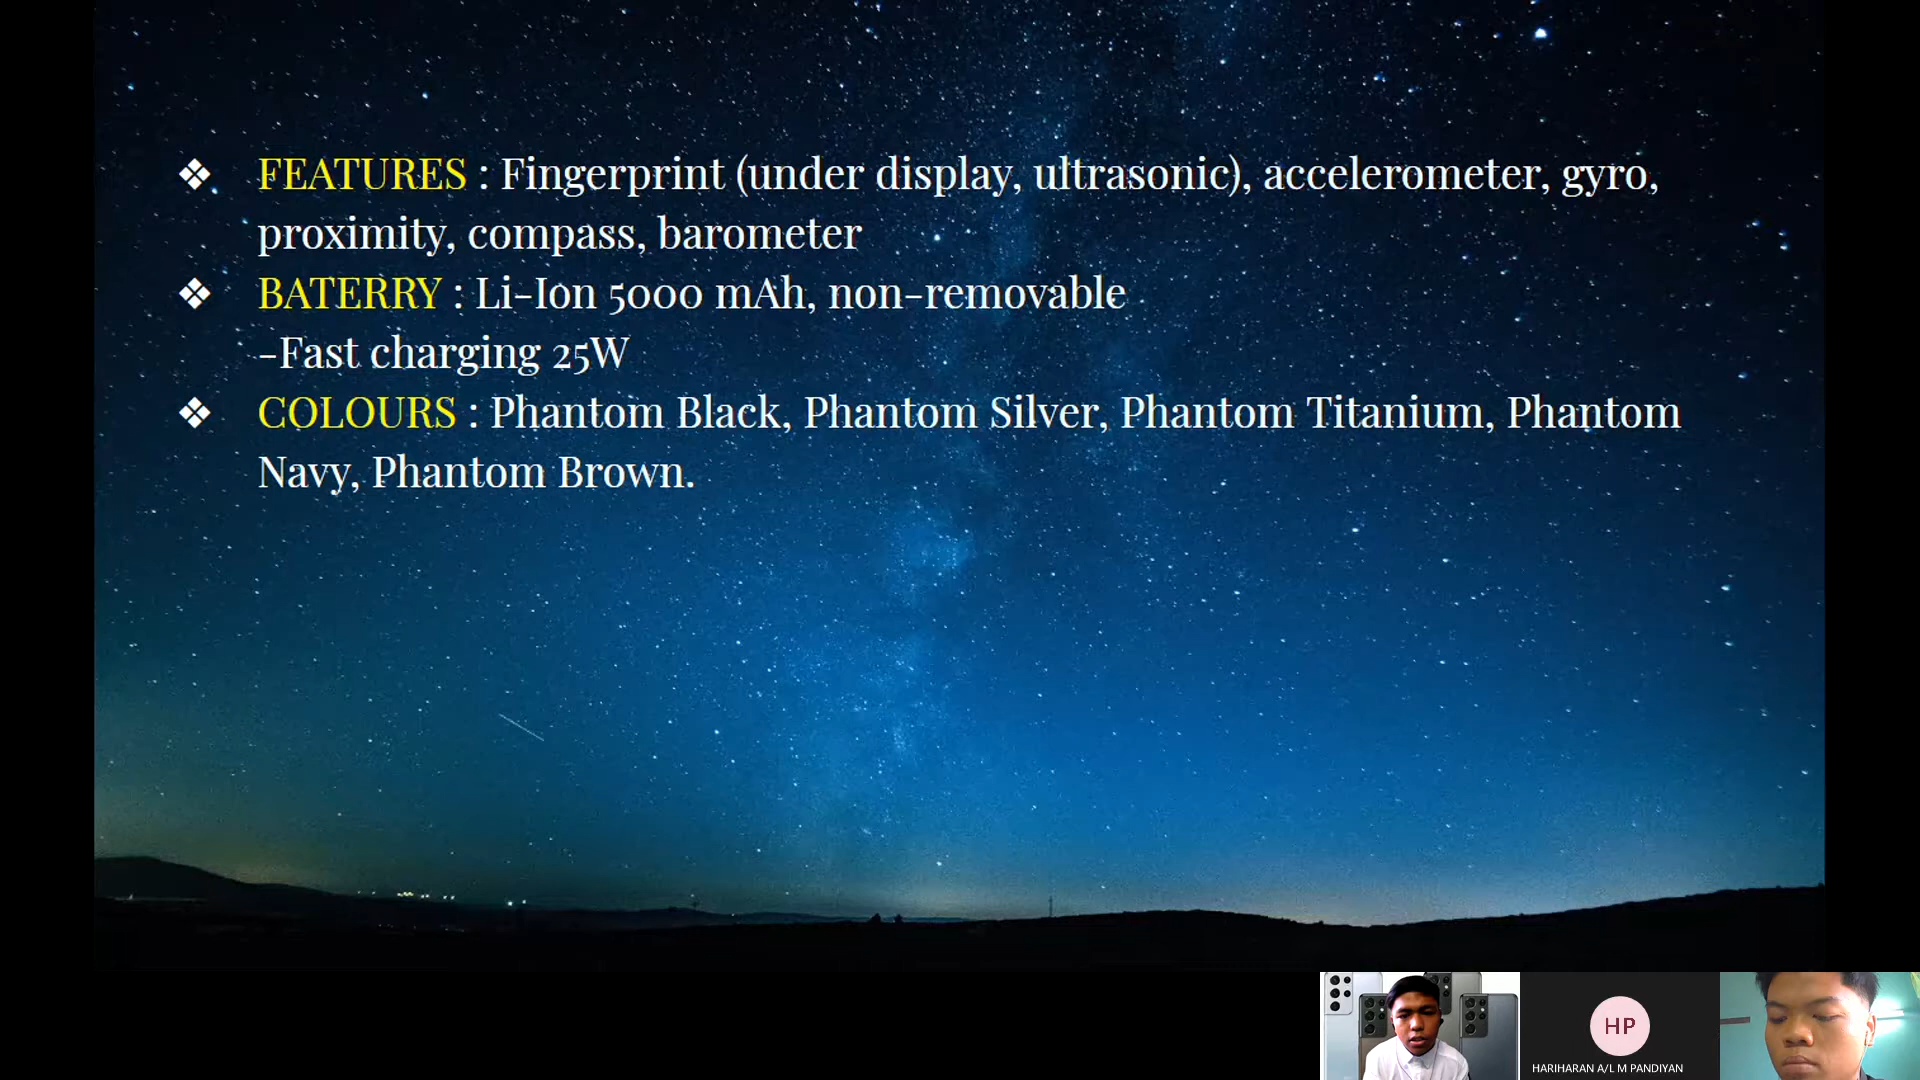 ❖ FEATURES : Fingerprint (under display, ultrasonic), accelerometer, gyro,
proximity, compass, barometer
❖ BATERRY : Li-Ion 5000 mAh, non-removable
-Fast charging 25W
❖ COLOURS : Phantom Black, Phantom Silver, Phantom Titanium, Phantom
Navy, Phantom Brown.
HP
HARIHARAN A/L M PANDIYAN